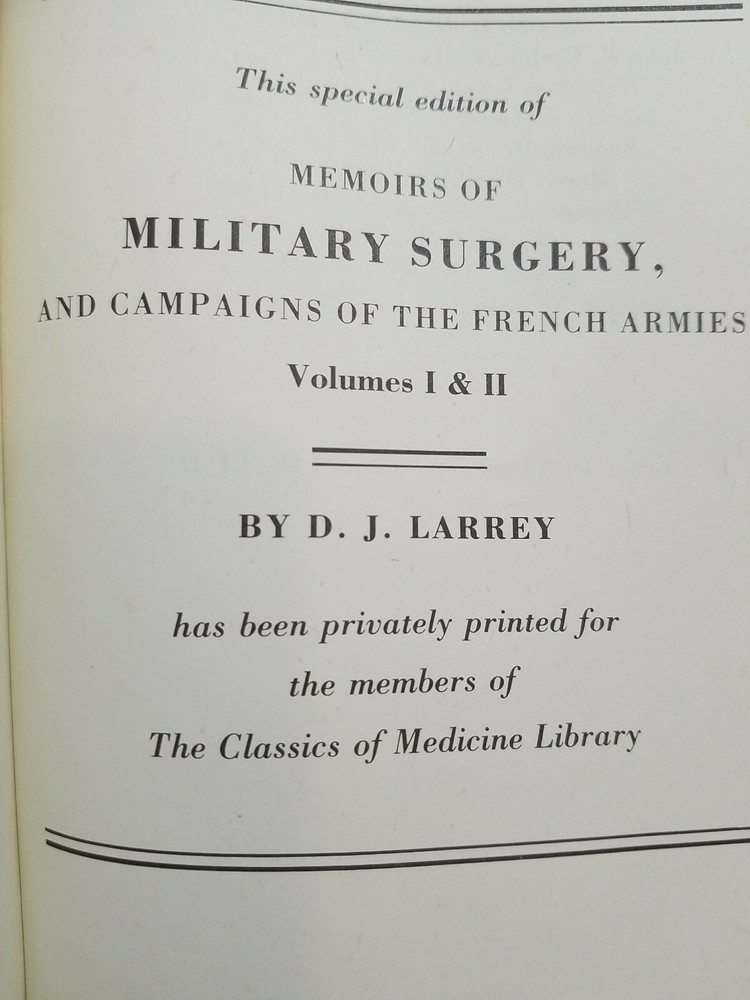 This special edition of
MEMOIRS OF
MILITARY SURGERY,
AND CAMPAIGNS OF THE FRENCH ARMIES
Volumes I & II
BY D. J. LARREY
has been privately printed for
the members of
The Classics of Medicine Library